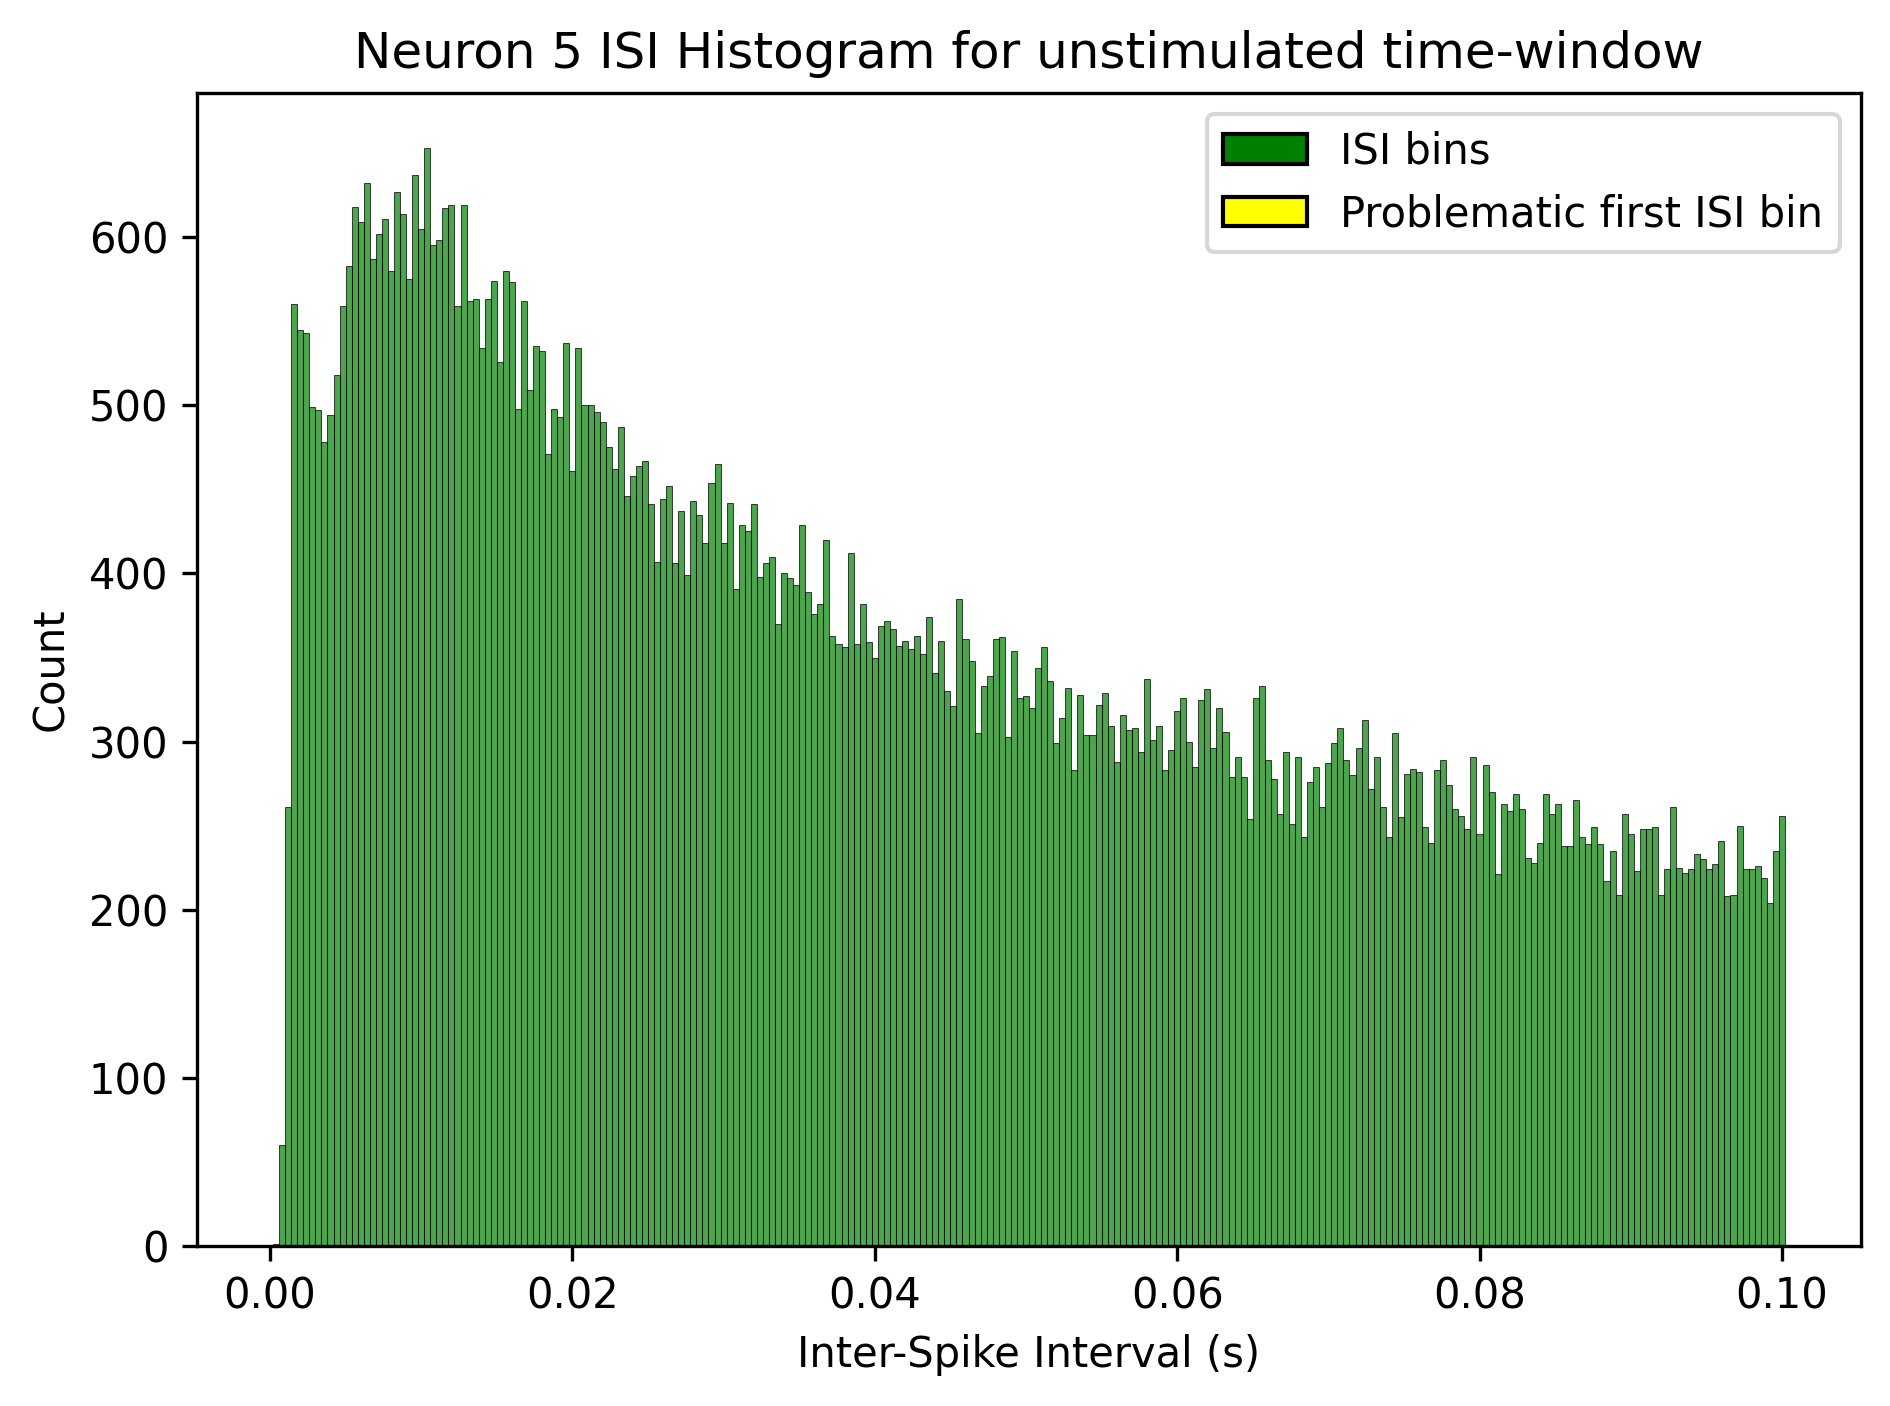 Neuron 5 ISI Histogram for unstimulated time-window
ISI bins
Problematic first ISI bin
Count
600
500
400
300
200
100
0
0.00 0.02 0.04 0.06 0.08 0.10
Inter-Spike Interval (s)